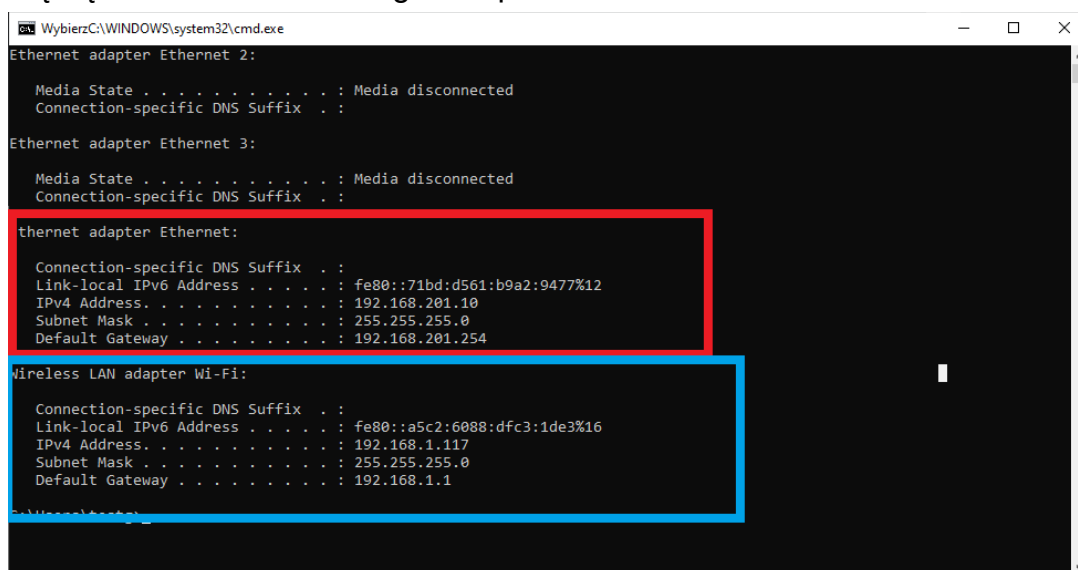 WybierzC:\WINDOWS\system32\cmd.exe
Ethernet adapter Ethernet 2:
Media State . . . . . . . . . . . : Media disconnected
Connection-specific DNS Suffix  . :
Ethernet adapter Ethernet 3:
Media State . . . . . . . . . . . : Media disconnected
Connection-specific DNS Suffix  . :
thernet adapter Ethernet:
Connection-specific DNS Suffix  . :
Link-local IPv6 Address . . . . . : fe80::71bd:d561:b9a2:9477%12
IPv4 Address. . . . . . . . . . . : 192.168.201.10
Subnet Mask . . . . . . . . . . . : 255.255.255.0
Default Gateway . . . . . . . . . : 192.168.201.254
Wireless LAN adapter Wi-Fi:
Connection-specific DNS Suffix  . :
Link-local IPv6 Address . . . . . : fe80::a5c2:6088:dfc3:1de3%16
IPv4 Address. . . . . . . . . . . : 192.168.1.117
Subnet Mask . . . . . . . . . . . : 255.255.255.0
Default Gateway . . . . . . . . . : 192.168.1.1